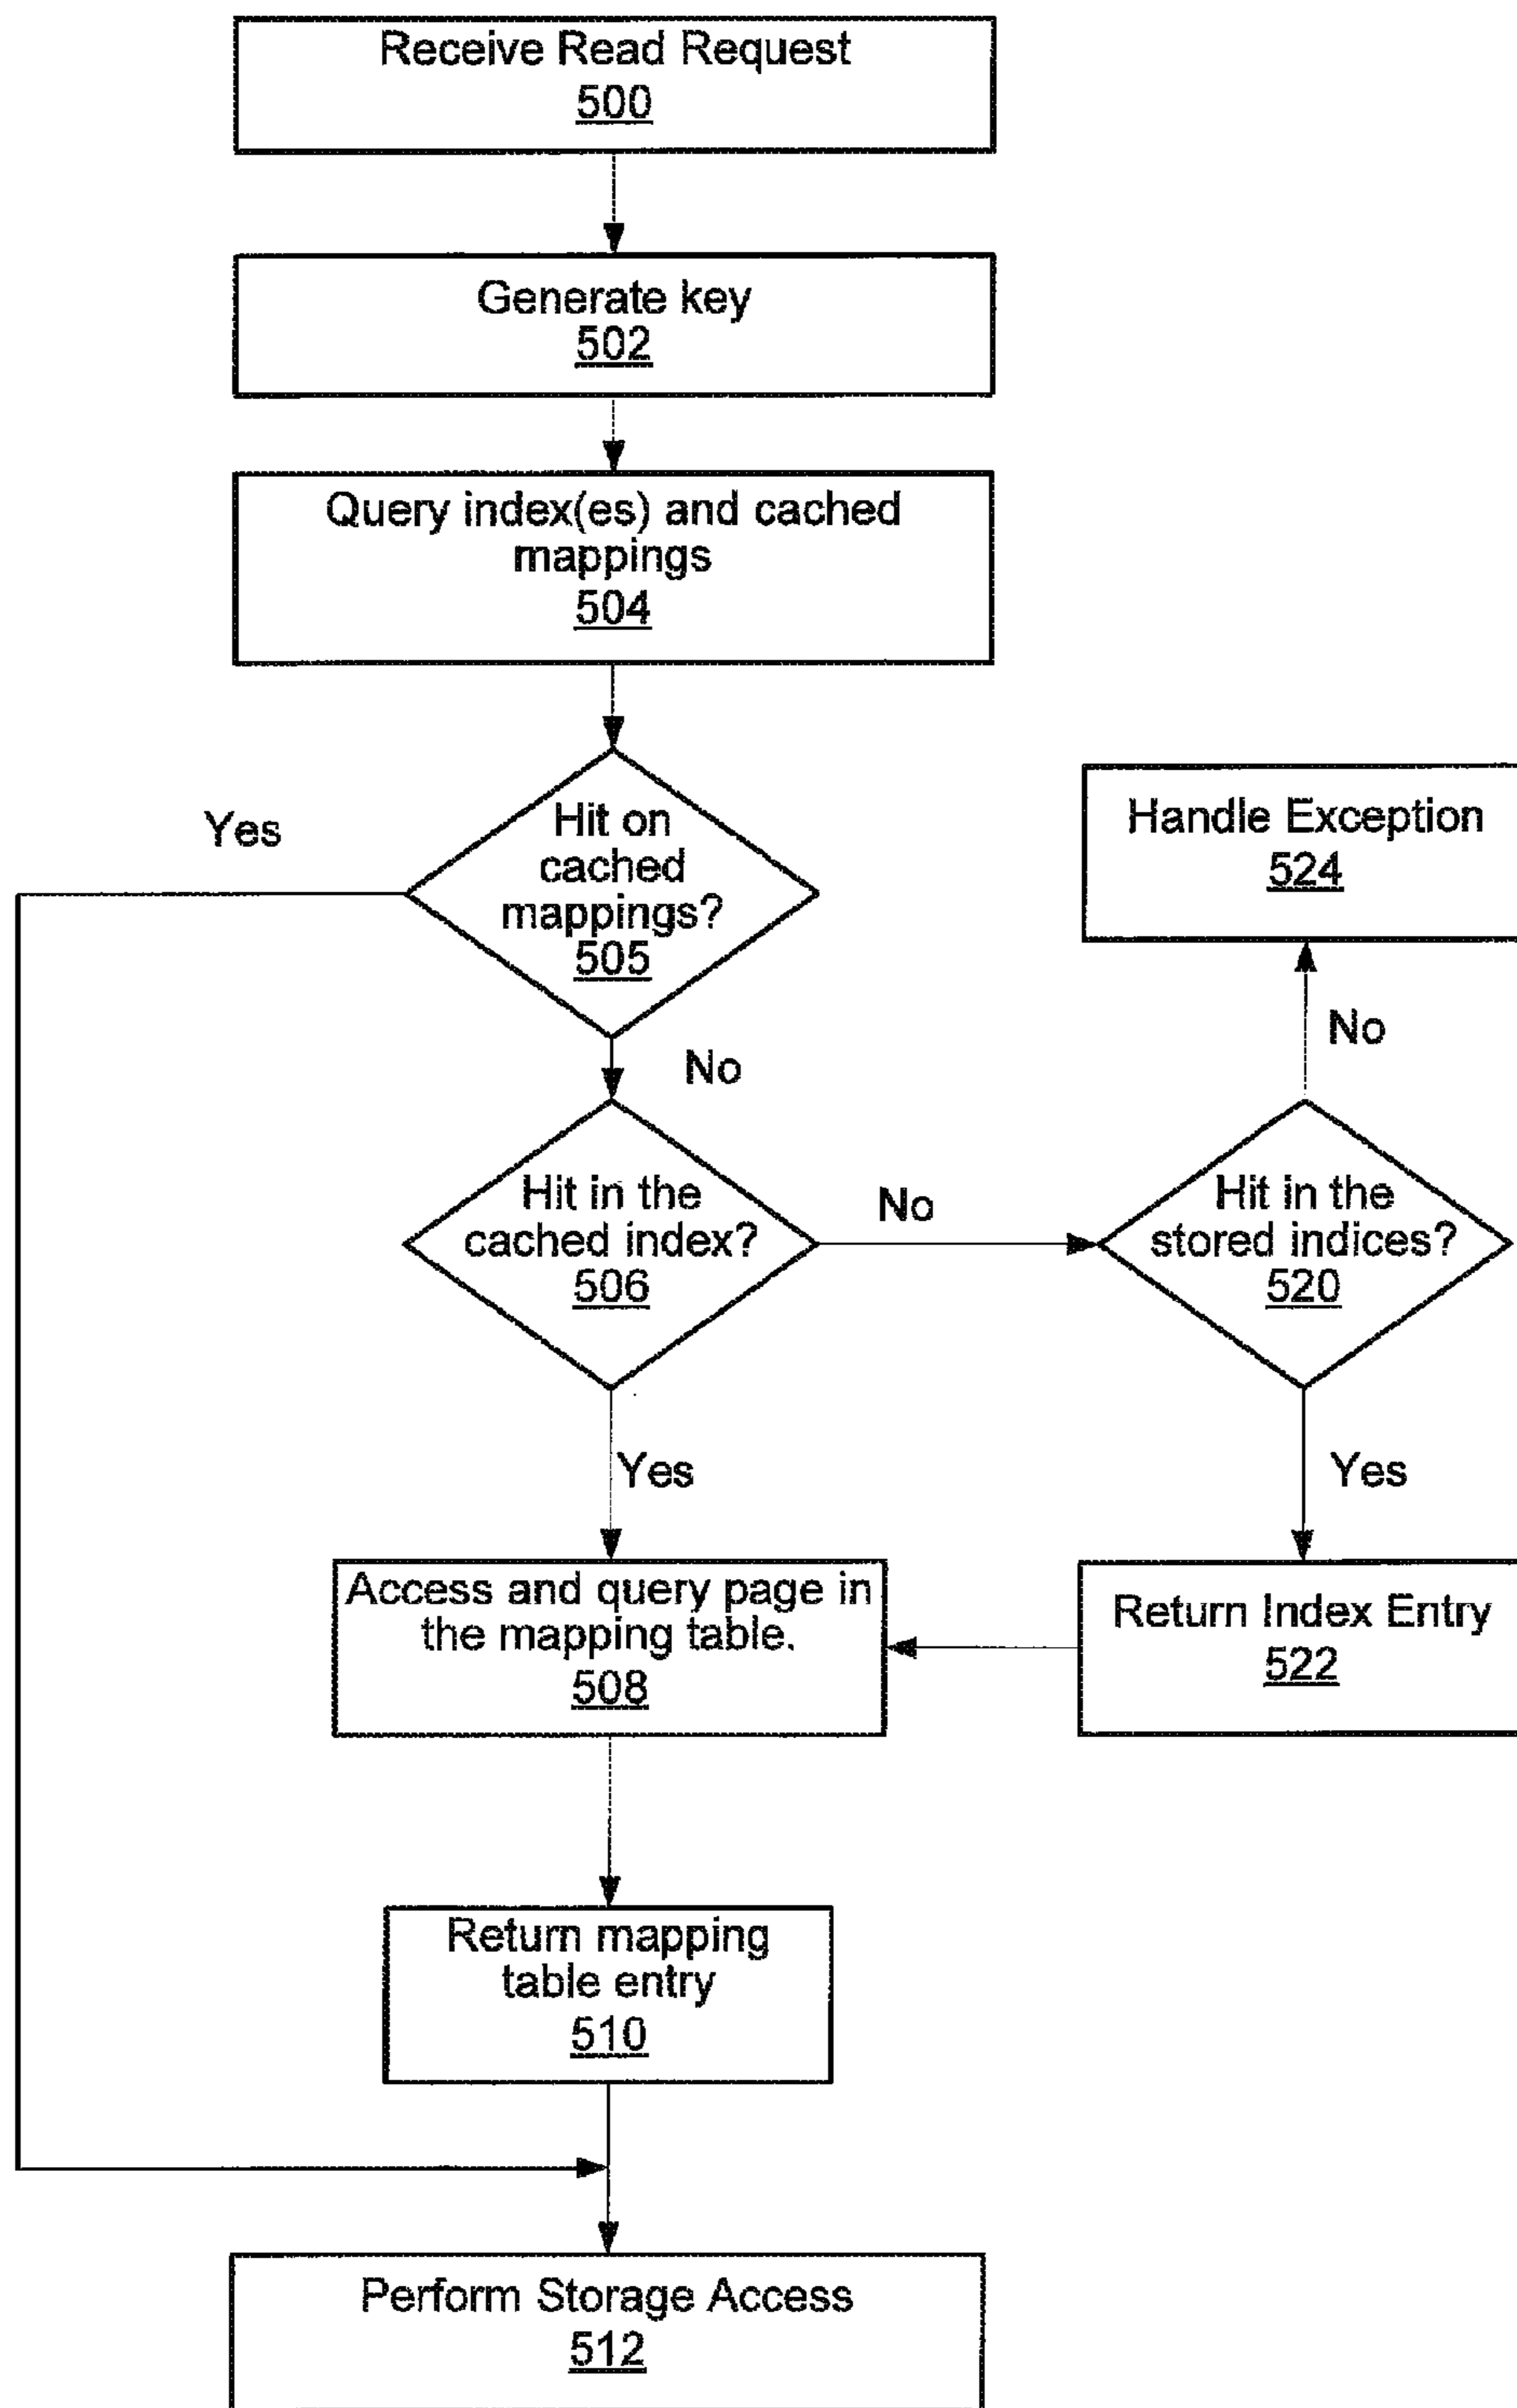 Receive Read Request
500
Generate key
502
Query index(es) and cached
mappings
504
Yes
Hit on
cached
mappings?
505
Handle Exception
524
No
No
Hit in the
cached index?
506
No
Hit in the
stored indices?
520
Yes
Yes
Access and query page in
the mapping table.
508
Return Index Entry
522
Return mapping
table entry
510
Perform Storage Access
512